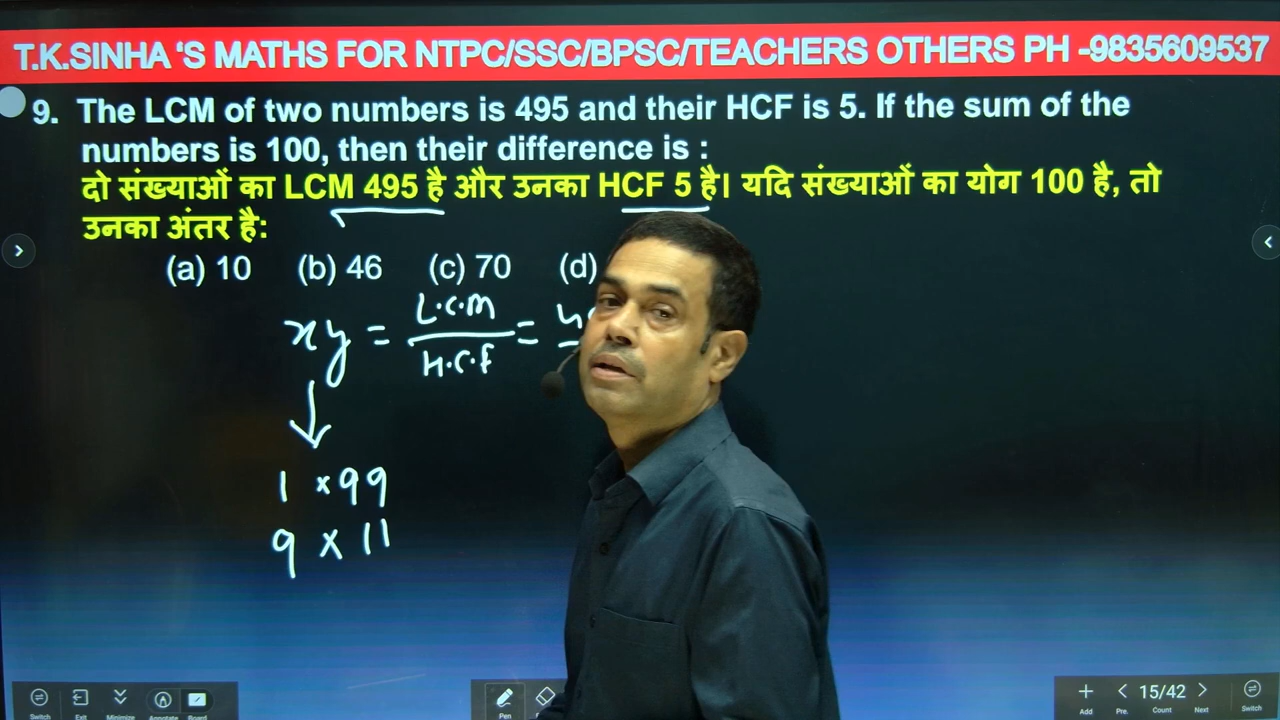 T.K.SINHA 'S MATHS FOR NTPC/SSC/BPSC/TEACHERS OTHERS PH -9835609537
9. The LCM of two numbers is 495 and their HCF is 5. If the sum of the
numbers is 100, then their difference is :
दो संख्याओं का LCM 495 है और उनका HCF 5 है। यदि संख्याओं का योग 100 है, तो
उनका अंतर है:
(a) 10 (b) 46 (c) 70 (d)
xy = L.C.M / H.C.F =
1 × 99
9 × 11
Switch Exit Minimize Annotate Board Pen Add Pre. 15/42 Count Next Switch